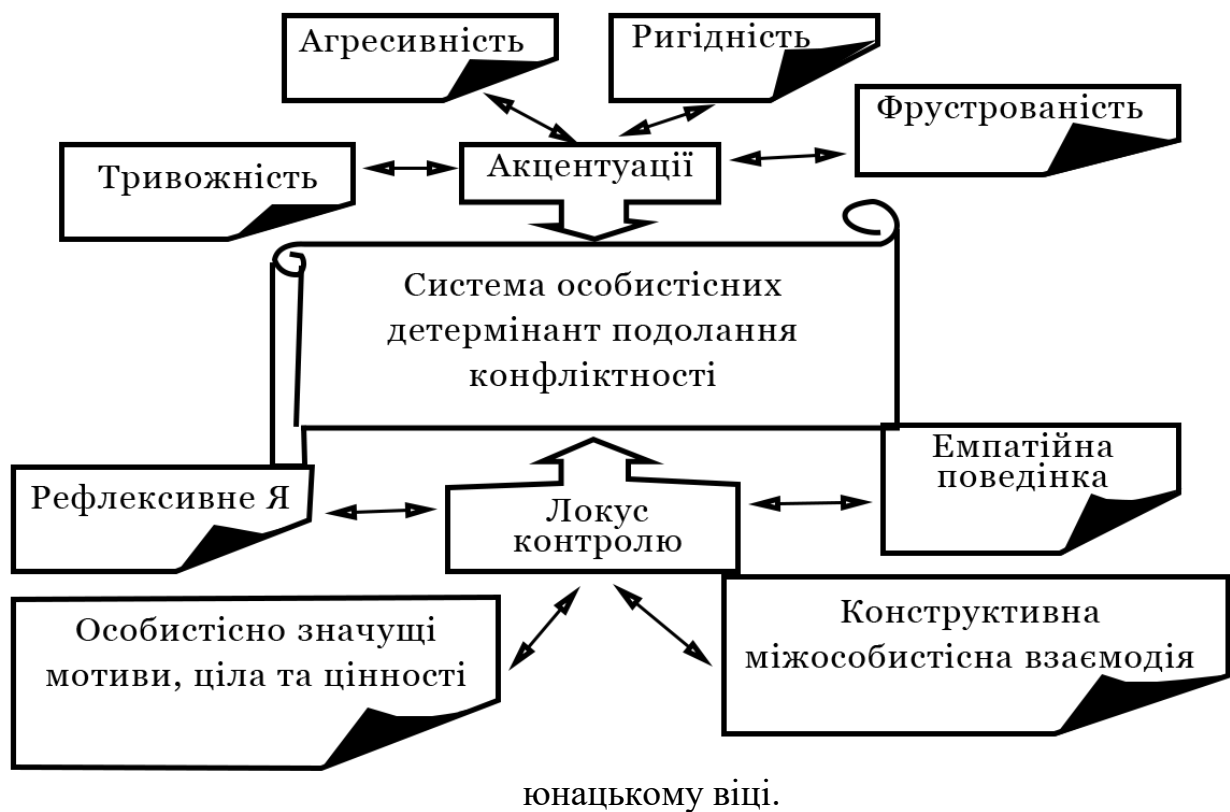 Агресивність
Ригідність
Фрустрованість
Тривожність
Акцентуації
Система особистісних
детермінант подолання
конфліктності
Рефлексивне Я
Локус
контролю
Емпатійна
поведінка
Особистісно значущі
мотиви, ціла та цінності
Конструктивна
міжособистісна взаємодія
юнацькому віці.